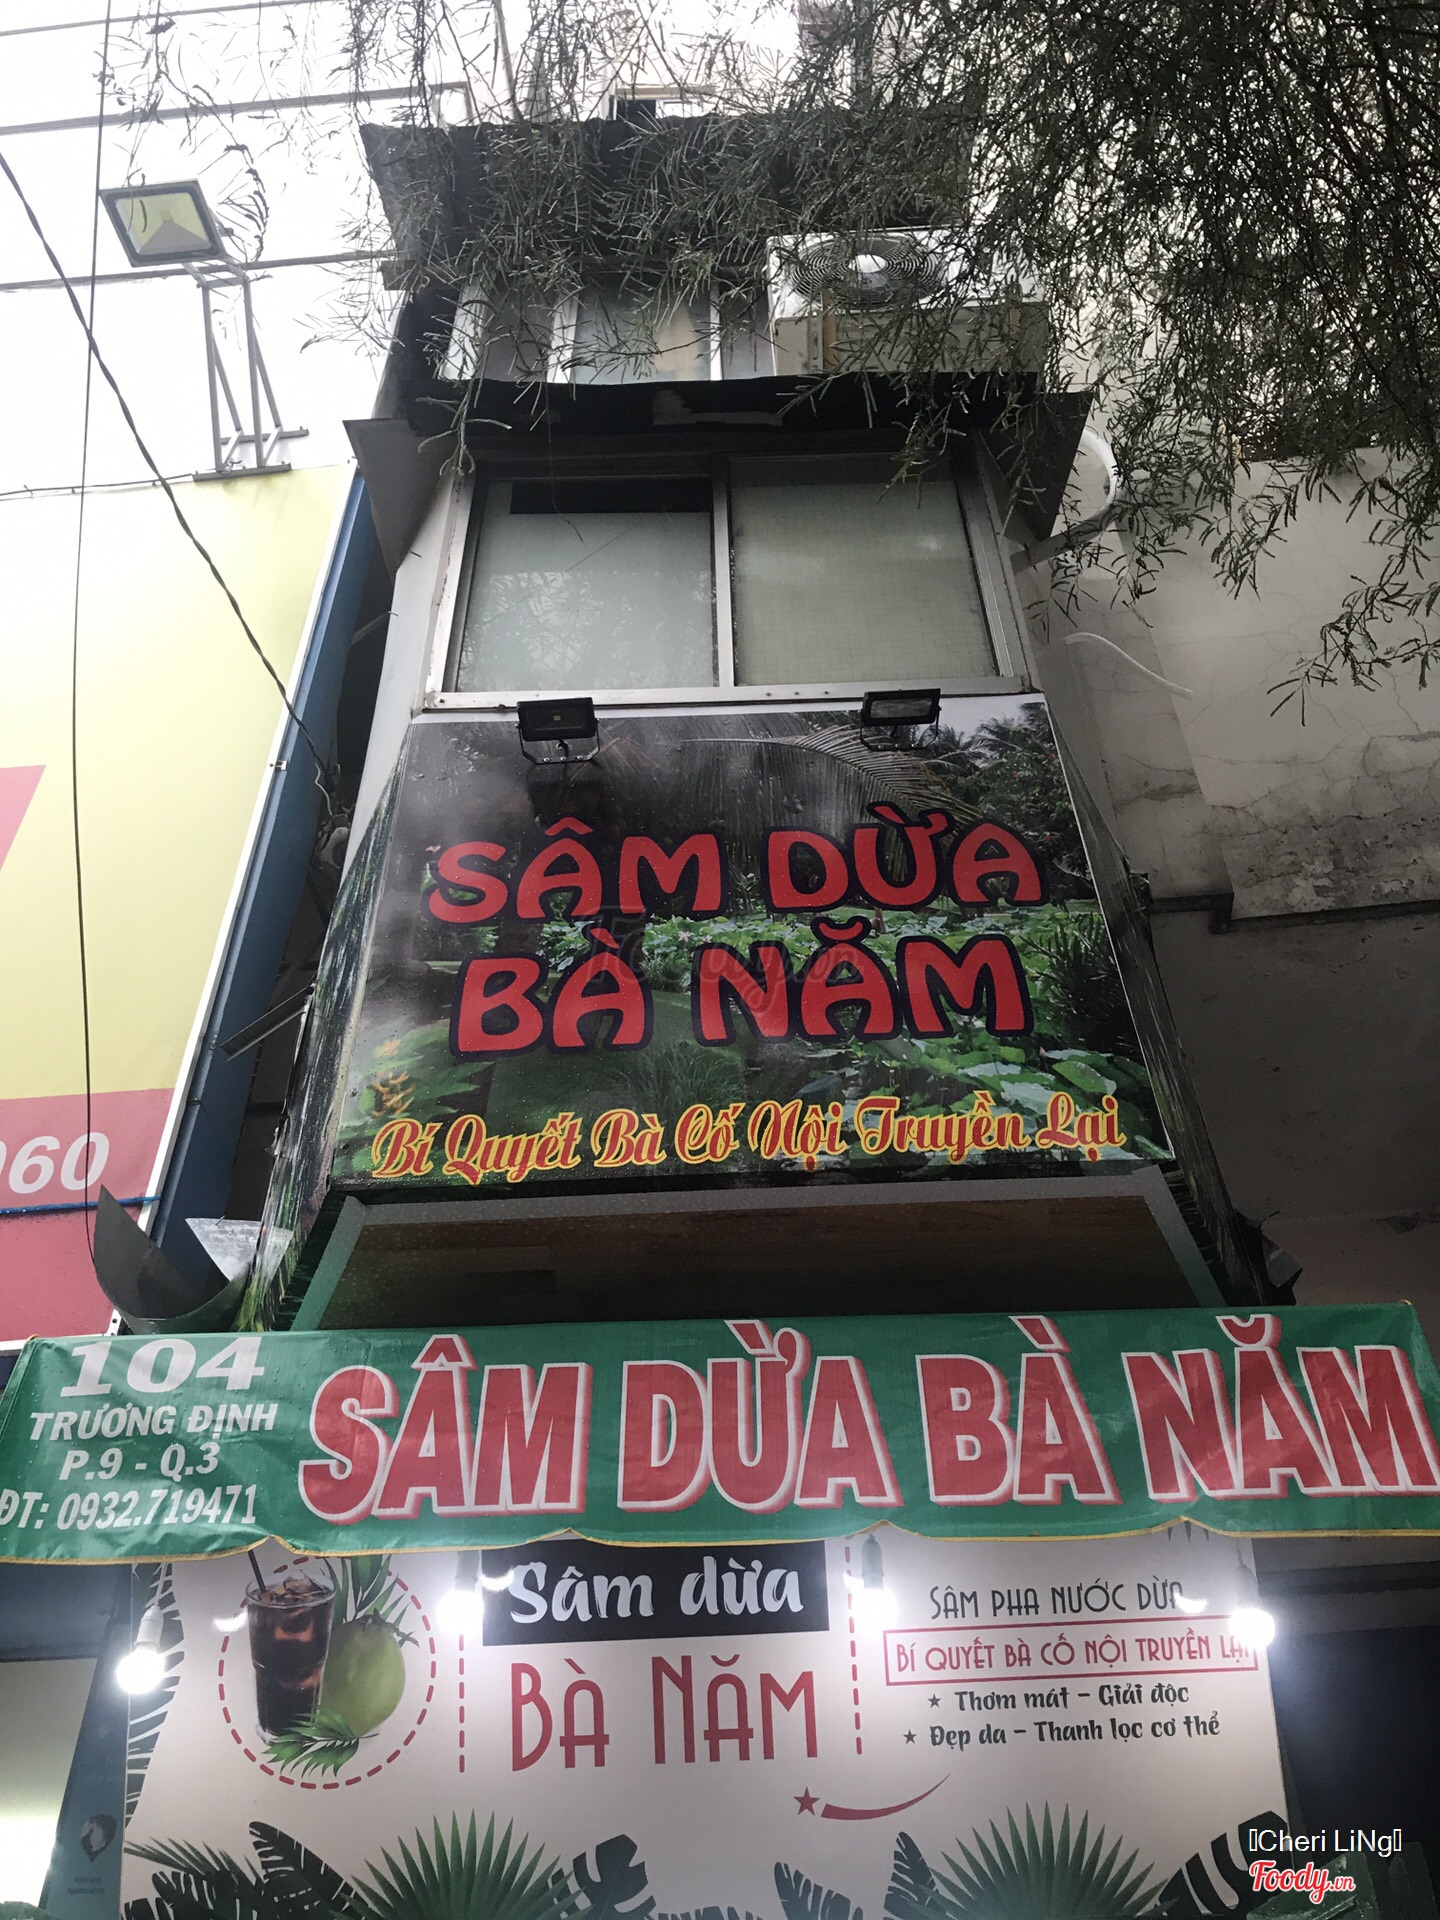 SÂM DỪA
BÀ NĂM
Bí Quyết Bà Cố Nội Truyền Lại
060
104
TRƯƠNG ĐỊNH
P.9 - Q.3
ĐT: 0932.719471
SÂM DỪA BÀ NĂM
Sâm dừa
BÀ NĂM
SÂM PHA NƯỚC DỪA
BÍ QUYẾT BÀ CỐ NỘI TRUYỀN LẠI
★ Thơm mát - Giải độc
★ Đẹp da - Thanh lọc cơ thể
Cheri LiNg
Foody.vn